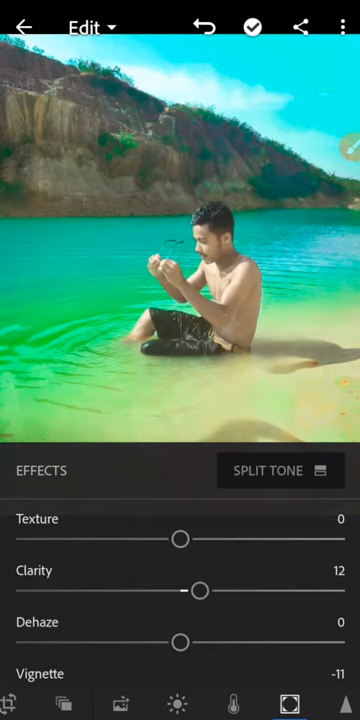 Edit
EFFECTS
SPLIT TONE
Texture 0
Clarity 12
Dehaze 0
Vignette -11